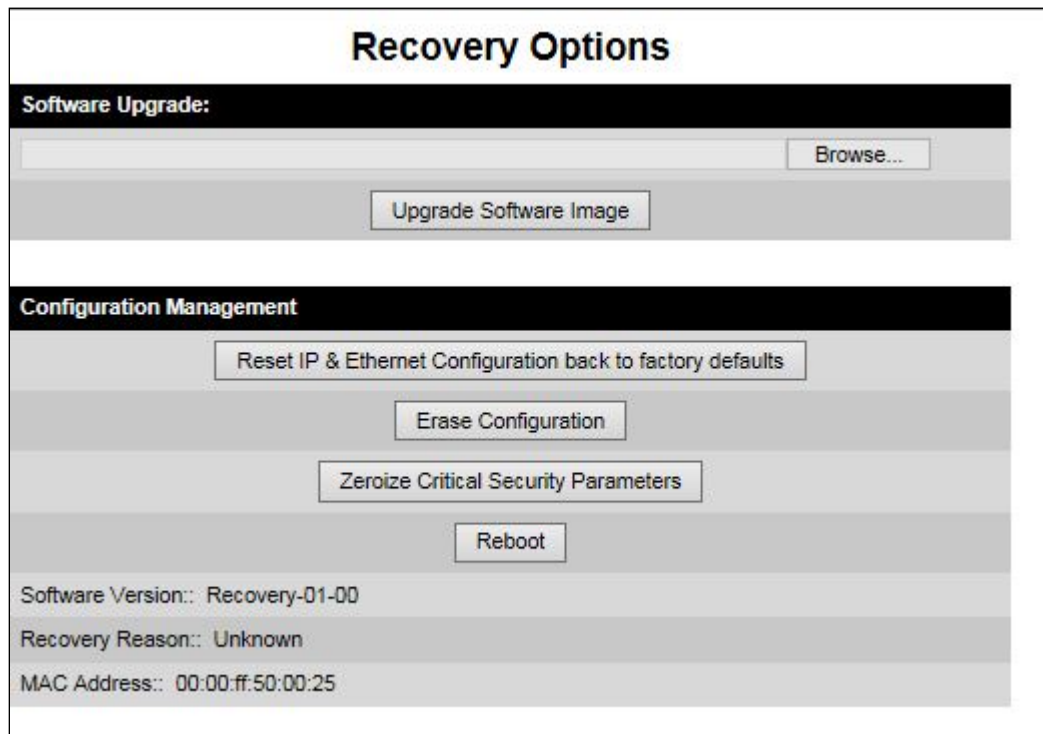 Recovery Options
Software Upgrade:
Browse...
Upgrade Software Image
Configuration Management
Reset IP & Ethernet Configuration back to factory defaults
Erase Configuration
Zeroize Critical Security Parameters
Reboot
Software Version:: Recovery-01-00
Recovery Reason:: Unknown
MAC Address:: 00:00:ff:50:00:25